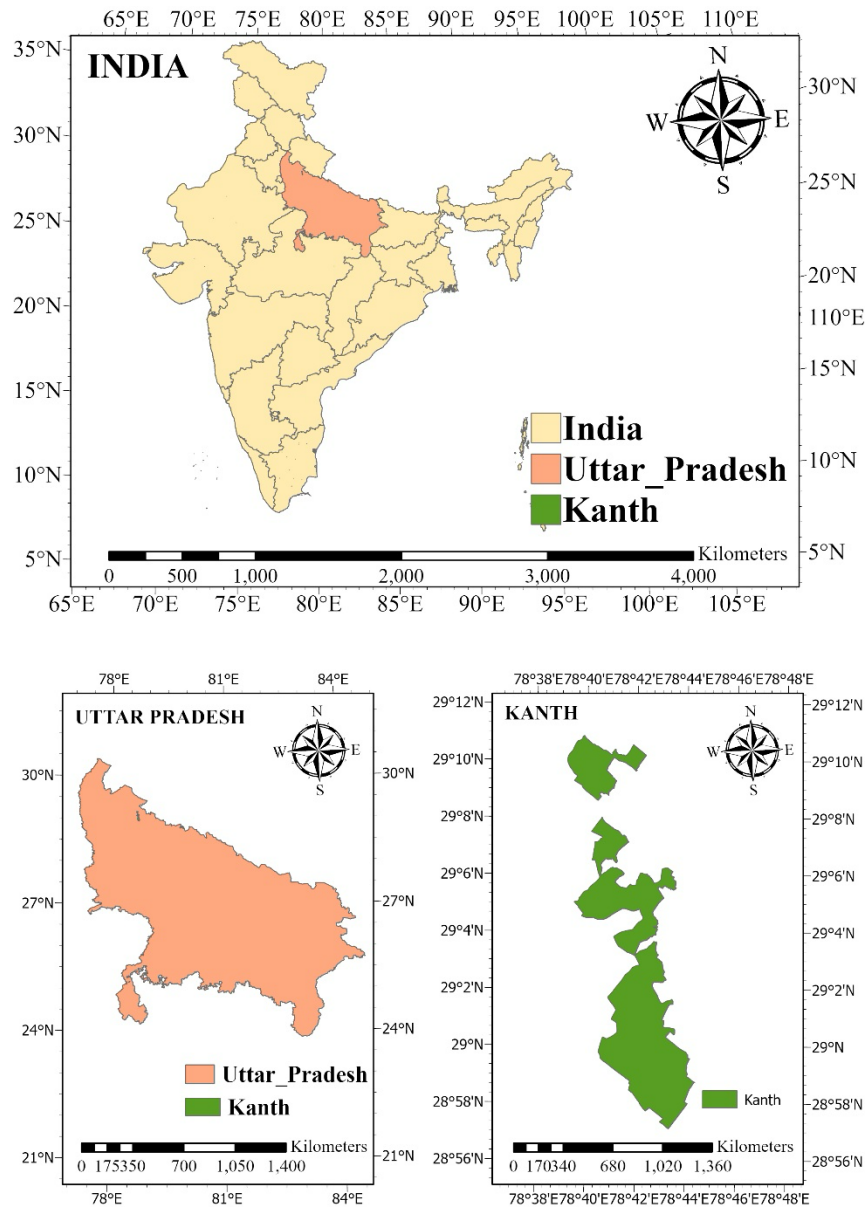 65°E 70°E 75°E 80°E 85°E 90°E 95°E 100°E 105°E 110°E
INDIA
N
W E
S
35°N
30°N
25°N
20°N
15°N
10°N
5°N
30°N
25°N
20°N
110°E
15°N
10°N
5°N
India
Uttar_Pradesh
Kanth
Kilometers
0 500 1,000 2,000 3,000 4,000
65°E 70°E 75°E 80°E 85°E 90°E 95°E 100°E 105°E
78°E 81°E 84°E
UTTAR PRADESH
N
W E
S
30°N
27°N
24°N
21°N
30°N
27°N
24°N
21°N
Uttar_Pradesh
Kanth
Kilometers
0 175350 700 1,050 1,400
78°E 81°E 84°E
78°38'E78°40'E78°42'E78°44'E78°46'E78°48'E
KANTH
N
W E
S
29°12'N
29°10'N
29°8'N
29°6'N
29°4'N
29°2'N
29°N
28°58'N
28°56'N
29°12'N
29°10'N
29°8'N
29°6'N
29°4'N
29°2'N
29°N
28°58'N
28°56'N
Kanth
Kilometers
0 170340 680 1,020 1,360
78°38'E78°40'E78°42'E78°44'E78°46'E78°48'E